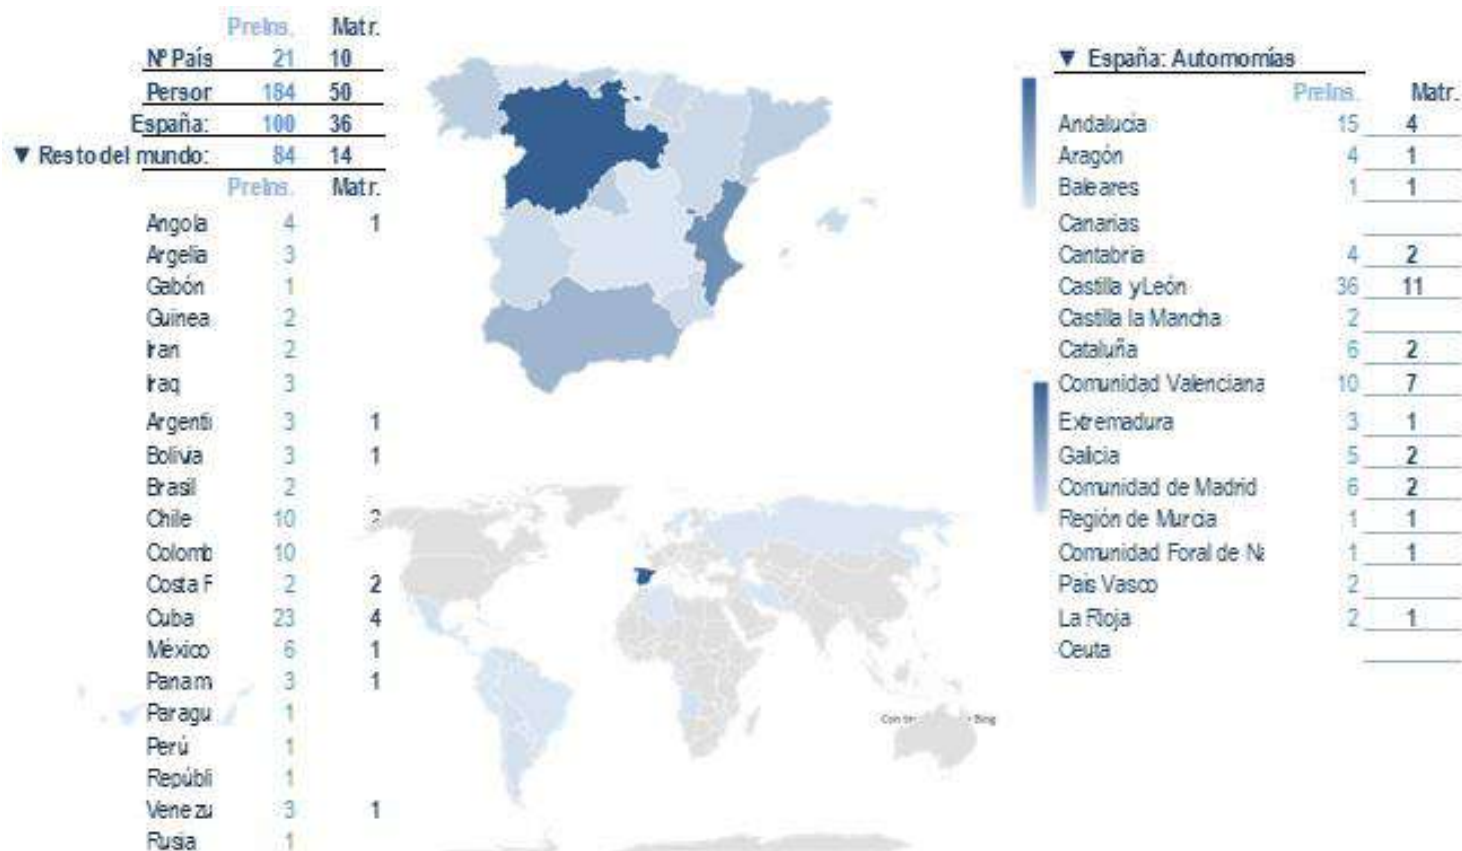 PreIns. Matr.
Nº País 21 10
Persor 184 50
España: 100 36
▼ Resto del mundo: 84 14
PreIns. Matr.
Angola 4 1
Argelia 3
Gabón 1
Guinea 2
Iran 2
Iraq 3
Argenti 3 1
Bolivia 3 1
Brasil 2
Chile 10
Colomb 10
Costa F 2 2
Cuba 23 4
México 6 1
Panam 3 1
Paragu 1
Perú 1
Repúbli 1
Venezu 3 1
Rusia 1
▼ España: Automomías
PreIns. Matr.
Andalucía 15 4
Aragón 4 1
Baleares 1 1
Canarias
Cantabria 4 2
Castilla y León 36 11
Castilla la Mancha 2
Cataluña 6 2
Comunidad Valenciana 10 7
Extremadura 3 1
Galicia 5 2
Comunidad de Madrid 6 2
Región de Murcia 1 1
Comunidad Foral de Na 1 1
País Vasco 2
La Rioja 2 1
Ceuta
Con Bing